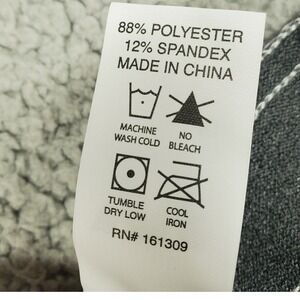 88% POLYESTER
12% SPANDEX
MADE IN CHINA
MACHINE
WASH COLD
NO
BLEACH
TUMBLE
DRY LOW
COOL
IRON
RN# 161309